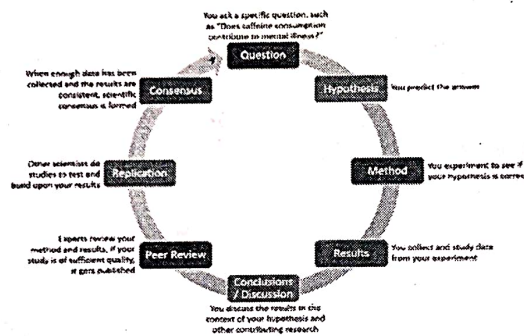 You ask a specific question, such
as "Does caffeine consumption
contribute to mental illness?"
Question
Hypothesis
You predict the answer
Method
You experiment to see if
your hypothesis is correc
Results
You collect and study data
from your experiment
Conclusions
/ Discussion
You discuss the results in the
context of your hypothesis and
other contributing research
Peer Review
Experts review your
method and results, if your
study is of sufficient quality,
it gets published
Replication
Other scientists do
studies to test and
build upon your results
Consensus
When enough data has been
collected and the results are
consistent, scientific
consensus is formed